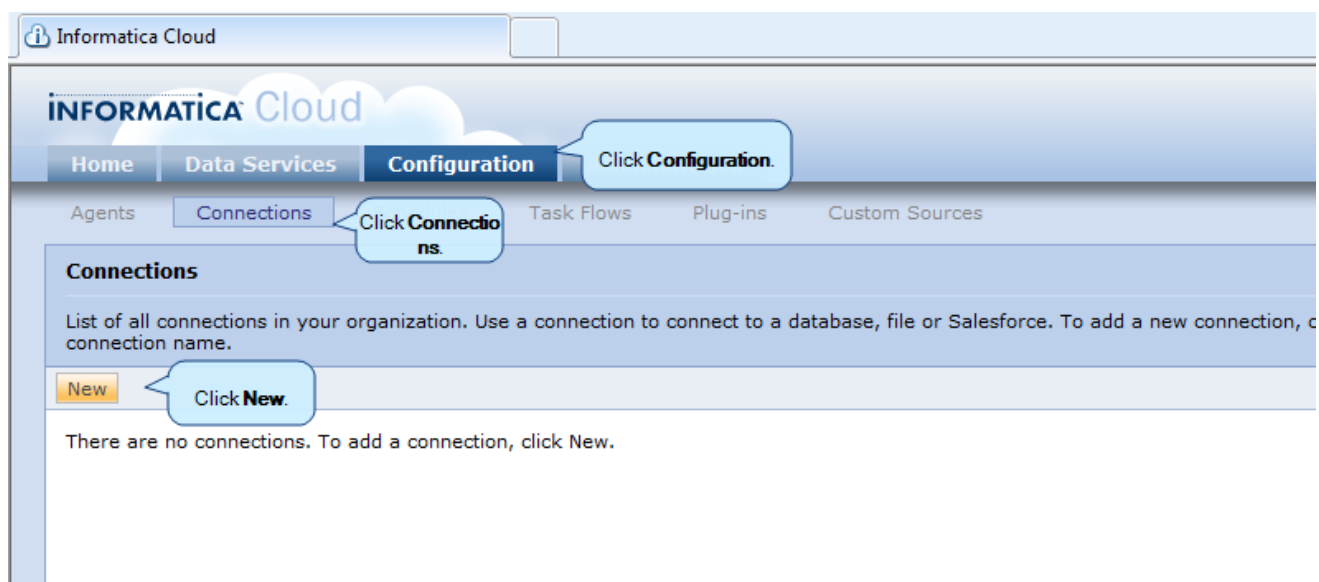 Informatica Cloud
INFORMATICA Cloud
Home Data Services Configuration
Click Configuration.
Agents Connections Task Flows Plug-ins Custom Sources
Click Connectio
ns.
Connections
List of all connections in your organization. Use a connection to connect to a database, file or Salesforce. To add a new connection,
connection name.
New
Click New.
There are no connections. To add a connection, click New.